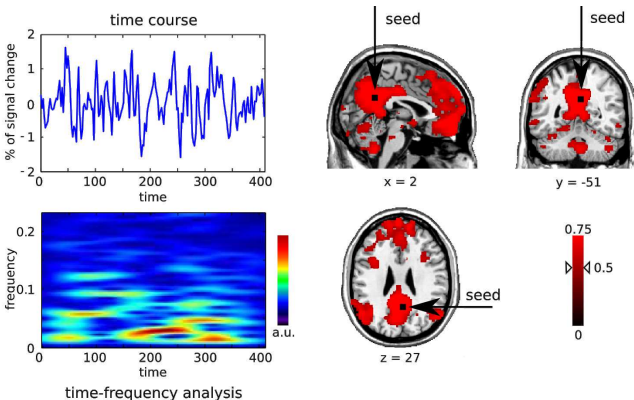 time course
% of signal change
2
1
0
-1
-2
0 100 200 300 400
time
frequency
0.2
0.1
0
0 100 200 300 400
time
a.u.
time-frequency analysis
seed
x = 2
seed
y = -51
seed
z = 27
0.75
0.5
0